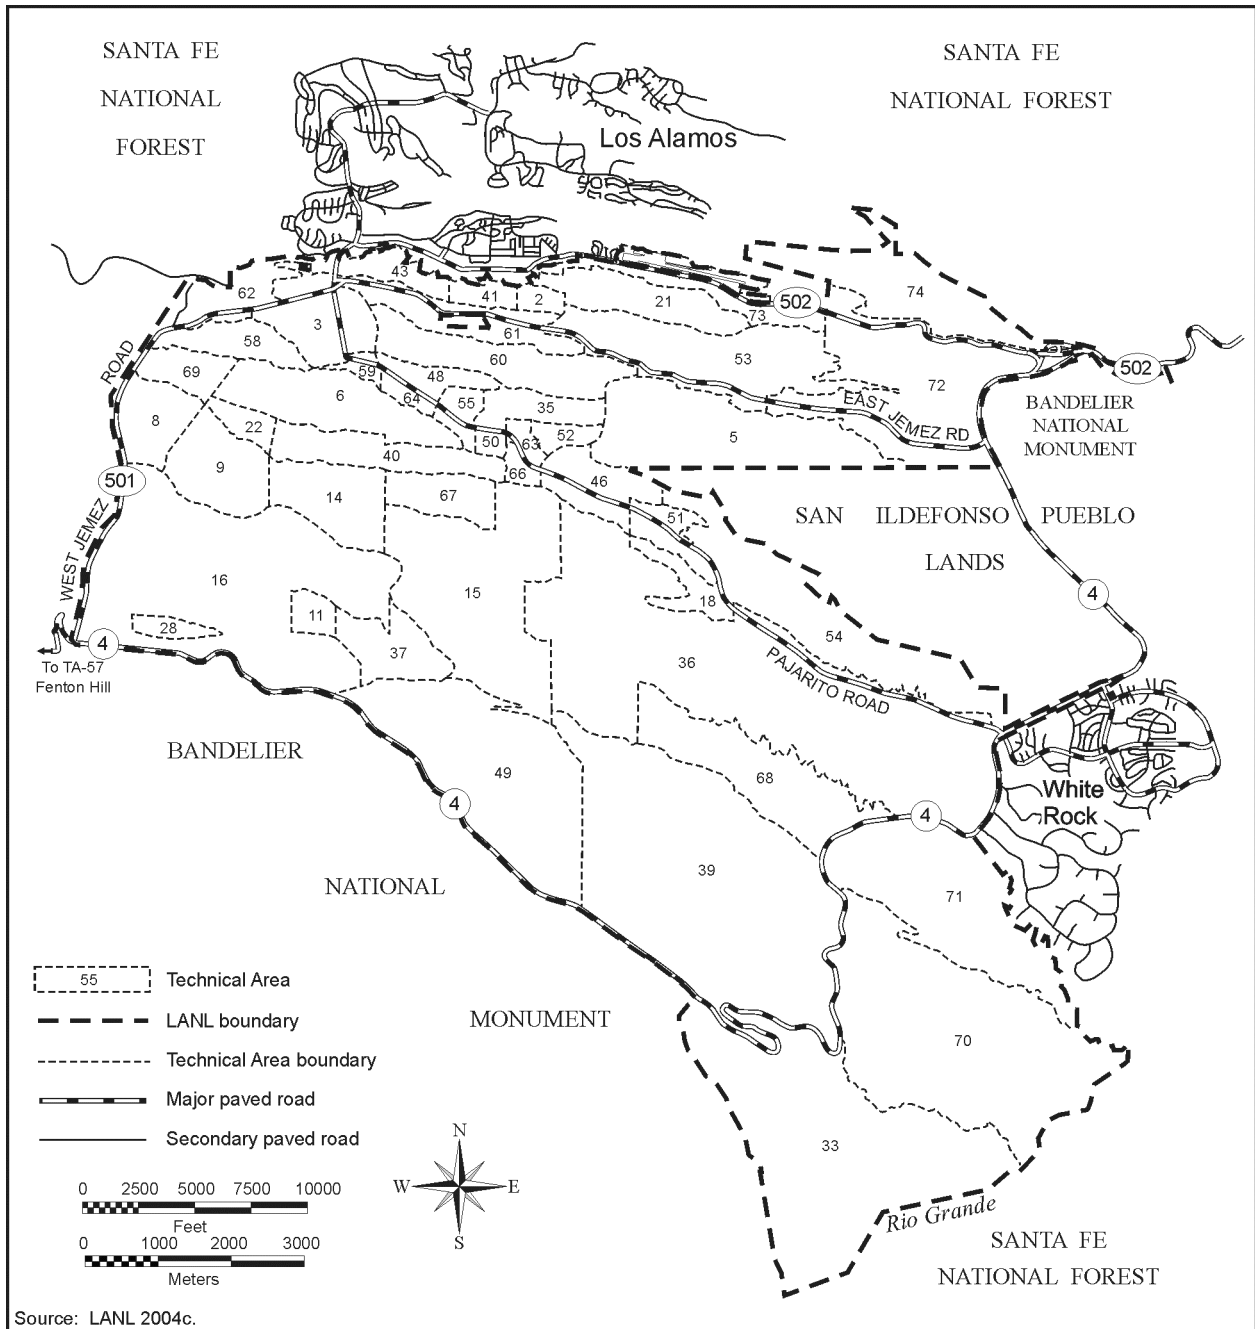 SANTA FE
NATIONAL
FOREST
SANTA FE
NATIONAL FOREST
Los Alamos
43
62
41
2
21
74
502
73
3
61
53
58
60
502
69
59
48
72
6
64
55
35
EAST JEMEZ RD
BANDELIER
NATIONAL
MONUMENT
ROAD
8
22
50
63
52
5
40
9
66
46
501
14
67
51
SAN ILDEFONSO PUEBLO
LANDS
WEST JEMEZ
16
15
18
4
11
28
54
4
37
36
To TA-57
Fenton Hill
PAJARITO ROAD
BANDELIER
49
68
White
Rock
4
4
39
NATIONAL
71
55 Technical Area
LANL boundary
MONUMENT
70
Technical Area boundary
Major paved road
Secondary paved road
33
N
W E
S
0 2500 5000 7500 10000
Feet
0 1000 2000 3000
Meters
Rio Grande
SANTA FE
NATIONAL FOREST
Source: LANL 2004c.